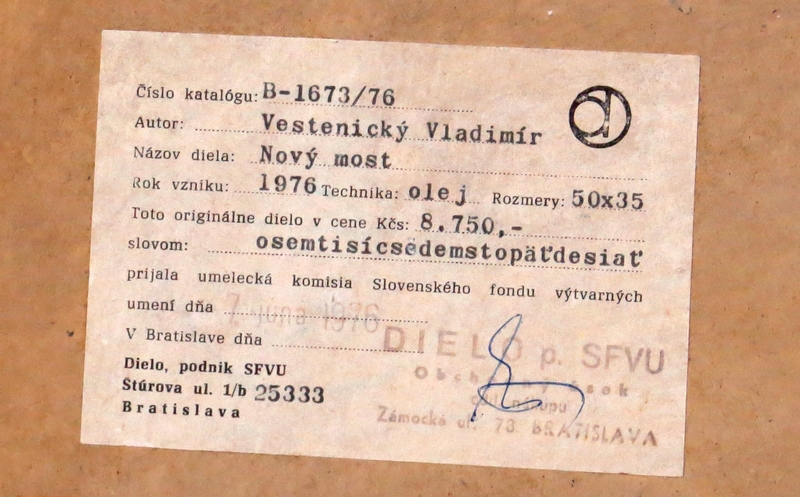 Číslo katalógu: B-1673/76
Autor: Vestenický Vladimír
Názov diela: Nový most
Rok vzniku: 1976 Technika: olej Rozmery: 50x35
Toto originálne dielo v cene Kčs: 8.750,-
slovom: osemtisícsedemstopäťdesiať
prijala umelecká komisia Slovenského fondu výtvarných
umení dňa 7. júna 1976
V Bratislave dňa
DIELO p. SFVU
Dielo, podnik SFVU
Štúrova ul. 1/b 25333
Bratislava
nákupu
Zámocká ul. 73 BRATISLAVA